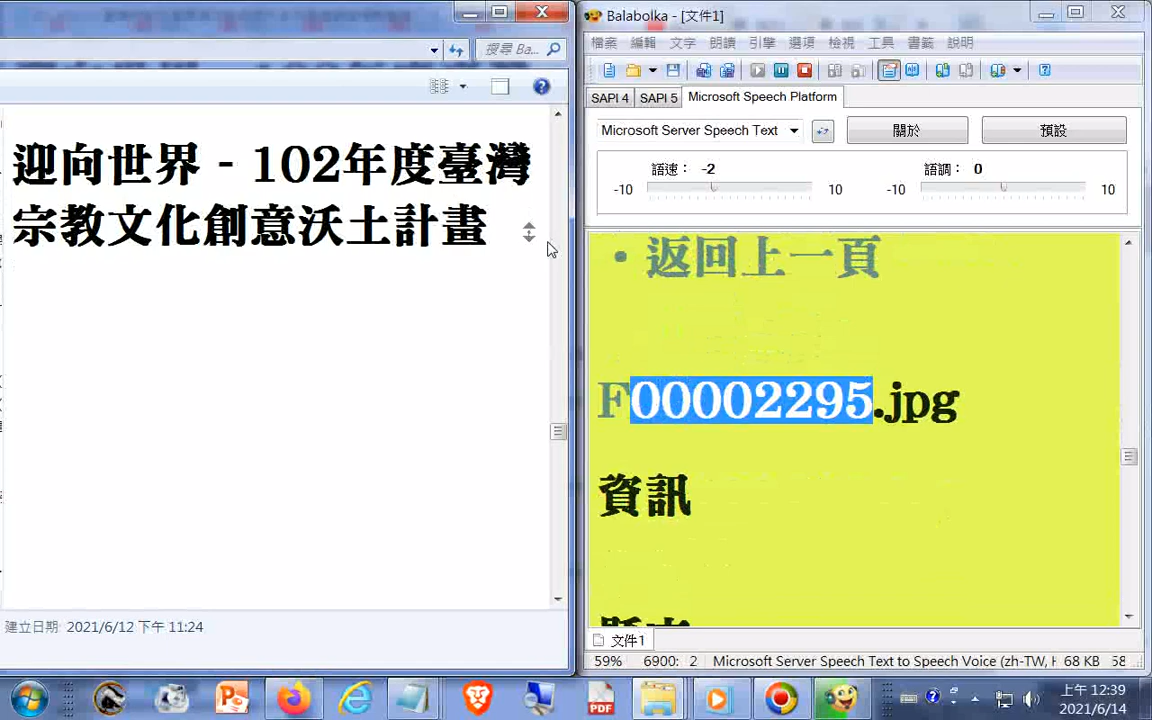 搜尋 Ba...
迎向世界 - 102年度臺灣
宗教文化創意沃土計畫
建立日期: 2021/6/12 下午 11:24
Balabolka - [文件1]
檔案 編輯 文字 朗讀 引擎 選項 檢視 工具 書籤 說明
SAPI 4 SAPI 5 Microsoft Speech Platform
Microsoft Server Speech Text 關於 預設
語速： -2 語調： 0
-10 10 -10 10
・返回上一頁
F00002295.jpg
資訊
文件1
59% 6900: 2 Microsoft Server Speech Text to Speech Voice (zh-TW, H 68 KB 58
PDF
上午 12:39
2021/6/14